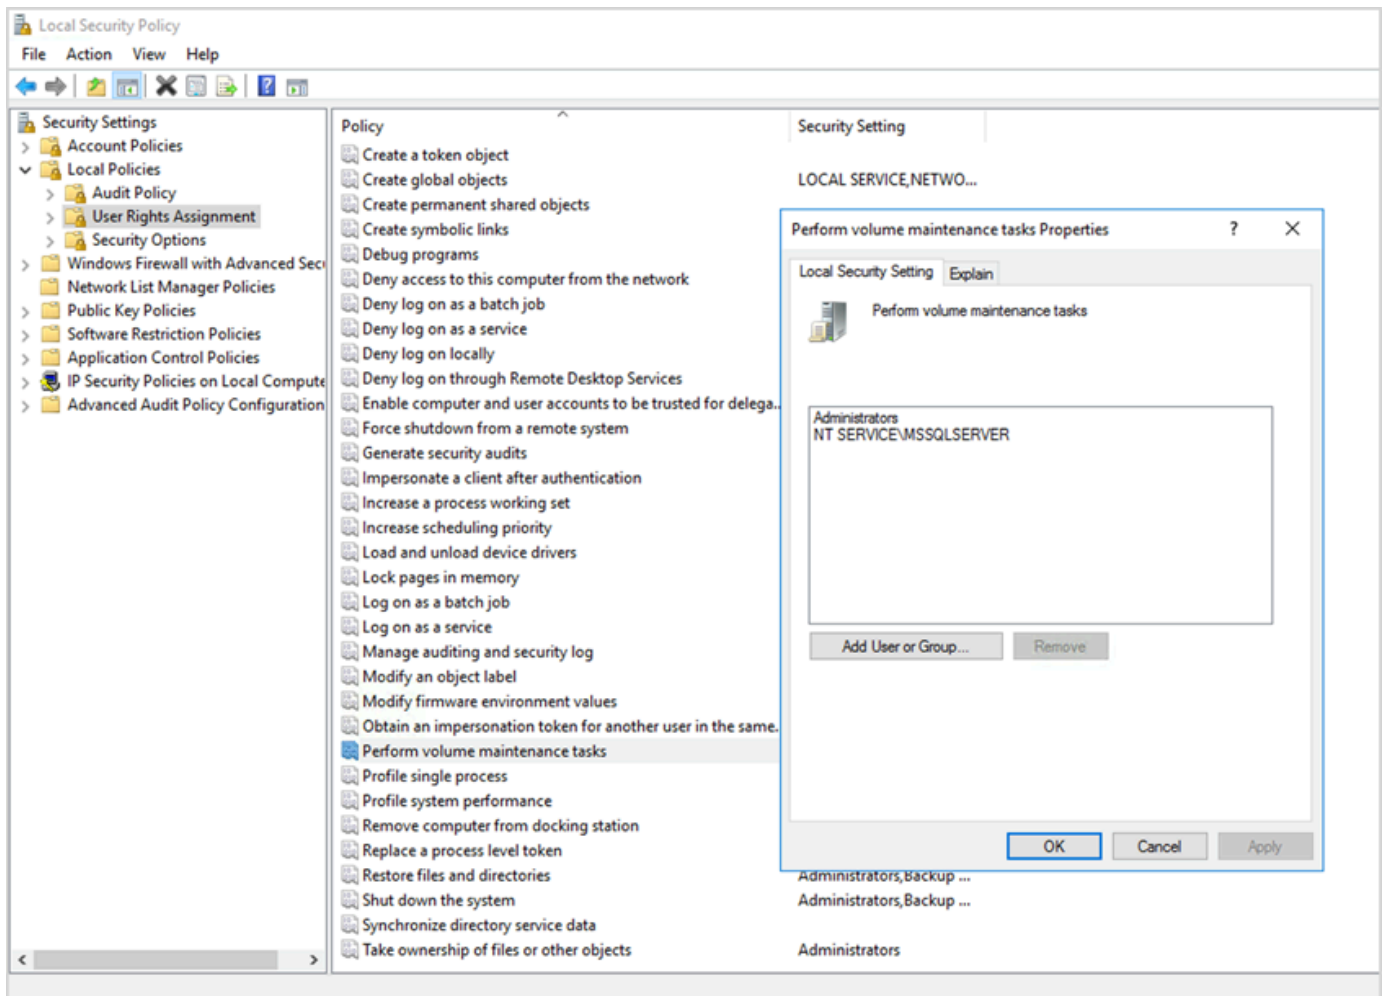 Local Security Policy
File Action View Help
Security Settings
Account Policies
Local Policies
Audit Policy
User Rights Assignment
Security Options
Windows Firewall with Advanced Secu
Network List Manager Policies
Public Key Policies
Software Restriction Policies
Application Control Policies
IP Security Policies on Local Compute
Advanced Audit Policy Configuration
Policy Security Setting
Create a token object
Create global objects LOCAL SERVICE,NETWO...
Create permanent shared objects
Create symbolic links
Debug programs
Deny access to this computer from the network
Deny log on as a batch job
Deny log on as a service
Deny log on locally
Deny log on through Remote Desktop Services
Enable computer and user accounts to be trusted for delega...
Force shutdown from a remote system
Generate security audits
Impersonate a client after authentication
Increase a process working set
Increase scheduling priority
Load and unload device drivers
Lock pages in memory
Log on as a batch job
Log on as a service
Manage auditing and security log
Modify an object label
Modify firmware environment values
Obtain an impersonation token for another user in the same...
Perform volume maintenance tasks
Profile single process
Profile system performance
Remove computer from docking station
Replace a process level token
Restore files and directories Administrators,Backup ...
Shut down the system Administrators,Backup ...
Synchronize directory service data
Take ownership of files or other objects Administrators
Perform volume maintenance tasks Properties ?
Local Security Setting Explain
Perform volume maintenance tasks
Administrators
NT SERVICE\MSSQLSERVER
Add User or Group... Remove
OK Cancel Apply